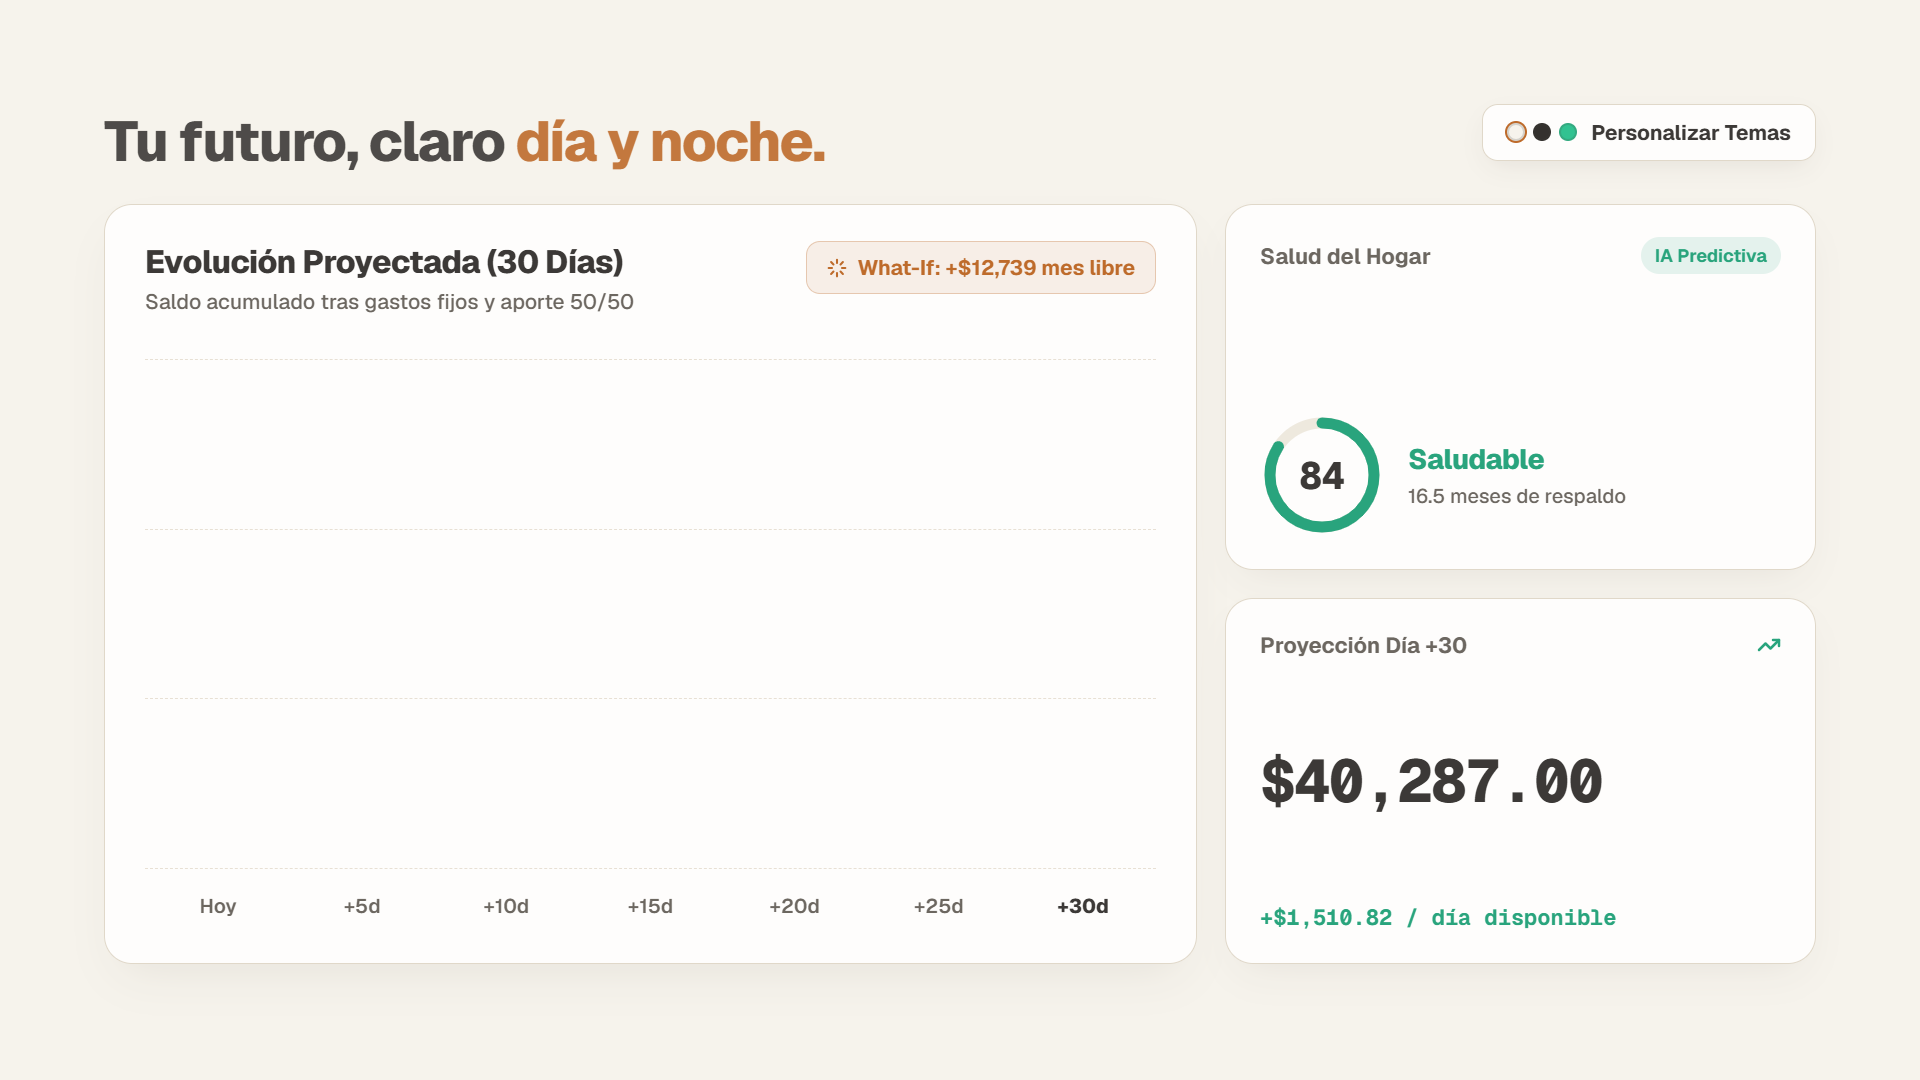 Tu futuro, claro día y noche.
Personalizar Temas
Evolución Proyectada (30 Días)
Saldo acumulado tras gastos fijos y aporte 50/50
What-If: +$12,739 mes libre
Hoy +5d +10d +15d +20d +25d +30d
Salud del Hogar
IA Predictiva
84
Saludable
16.5 meses de respaldo
Proyección Día +30
$40,287.00
+$1,510.82 / día disponible